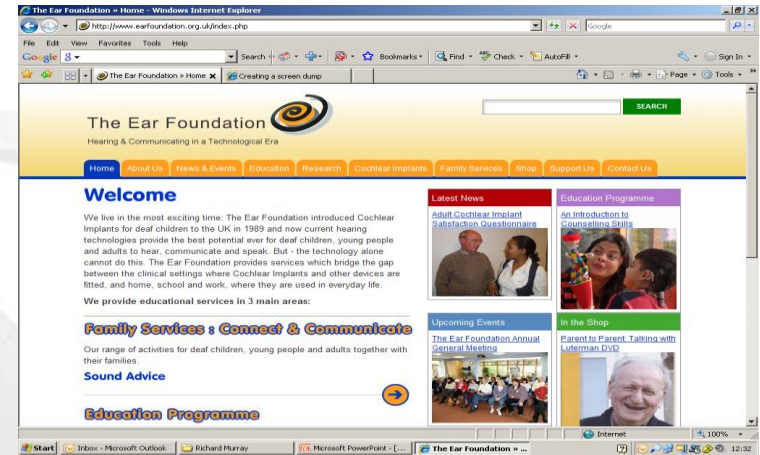 The Ear Foundation » Home - Windows Internet Explorer
http://www.earfoundation.org.uk/index.php
Google
File Edit View Favorites Tools Help
Google
Search
Bookmarks
Find
Check
AutoFill
Sign In
The Ear Foundation » Home
Creating a screen dump
Page
Tools
The Ear Foundation
Hearing & Communicating in a Technological Era
SEARCH
Home About Us News & Events Education Research Cochlear Implants Family Services Shop Support Us Contact Us
Welcome
We live in the most exciting time: The Ear Foundation introduced Cochlear
Implants for deaf children to the UK in 1989 and now current hearing
technologies provide the best potential ever for deaf children, young people
and adults to hear, communicate and speak. But - the technology alone
cannot do this. The Ear Foundation provides services which bridge the gap
between the clinical settings where Cochlear Implants and other devices are
fitted, and home, school and work, where they are used in everyday life.
We provide educational services in 3 main areas:
Family Services : Connect & Communicate
Our range of activities for deaf children, young people and adults together with
their families.
Sound Advice
Education Programme
Latest News
Adult Cochlear Implant
Satisfaction Questionnaire
Education Programme
An Introduction to
Counselling Skills
Upcoming Events
The Ear Foundation Annual
General Meeting
In the Shop
Parent to Parent: Talking with
Luterman DVD
Internet
100%
Start
Inbox - Microsoft Outlook
Richard Murray
Microsoft PowerPoint - [...
The Ear Foundation » ...
12:32